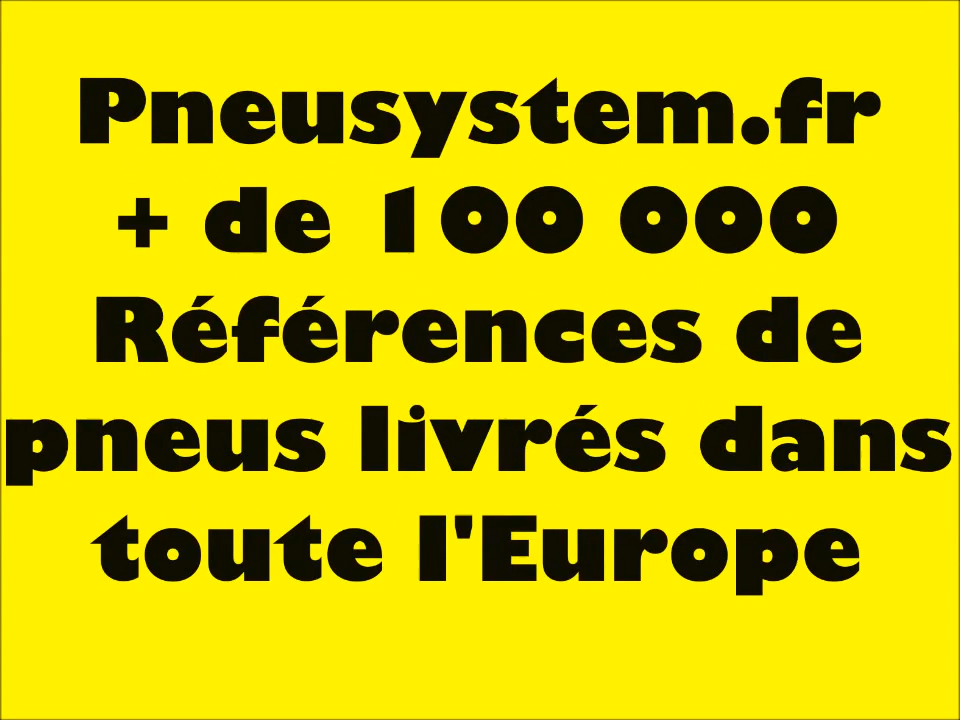 Pneusystem.fr
+ de 100 000
Références de
pneus livrés dans
toute l'Europe